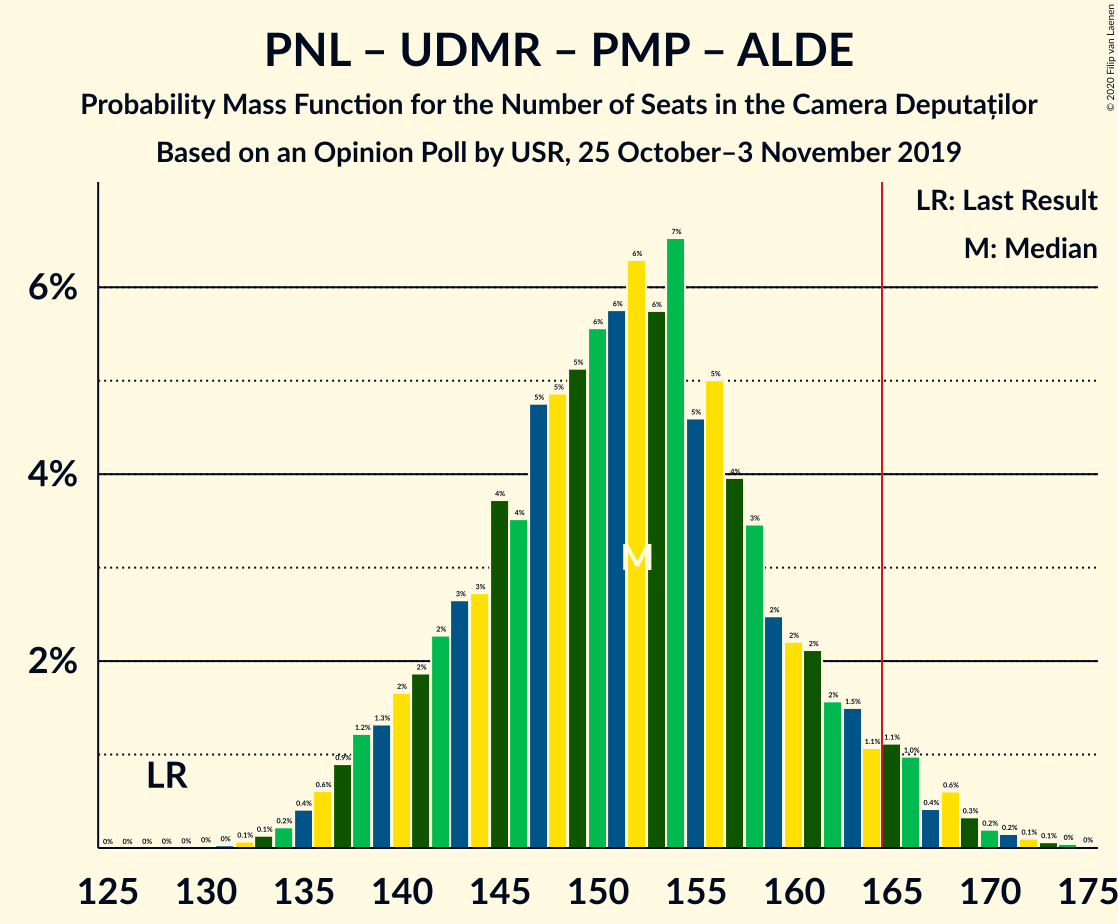 PNL – UDMR – PMP – ALDE
Probability Mass Function for the Number of Seats in the Camera Deputaților
Based on an Opinion Poll by USR, 25 October–3 November 2019
© 2020 Filip van Laenen
LR: Last Result
M: Median
6%
4%
2%
0% 0% 0% 0% 0% 0% 0% 0.1% 0.1% 0.2% 0.4% 0.6% 0.9% 1.2% 1.3% 2% 2% 2% 3% 3% 4% 4% 5% 5% 5% 6% 6% 6% 6% 7% 5% 5% 4% 3% 2% 2% 2% 2% 1.5% 1.1% 1.1% 1.0% 0.4% 0.6% 0.3% 0.2% 0.2% 0.1% 0.1% 0% 0%
M
LR
125 130 135 140 145 150 155 160 165 170 175